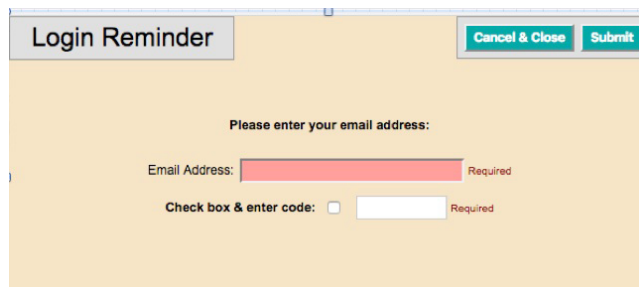 Login Reminder
Cancel & Close
Submit
Please enter your email address:
Email Address:
Required
Check box & enter code:
Required